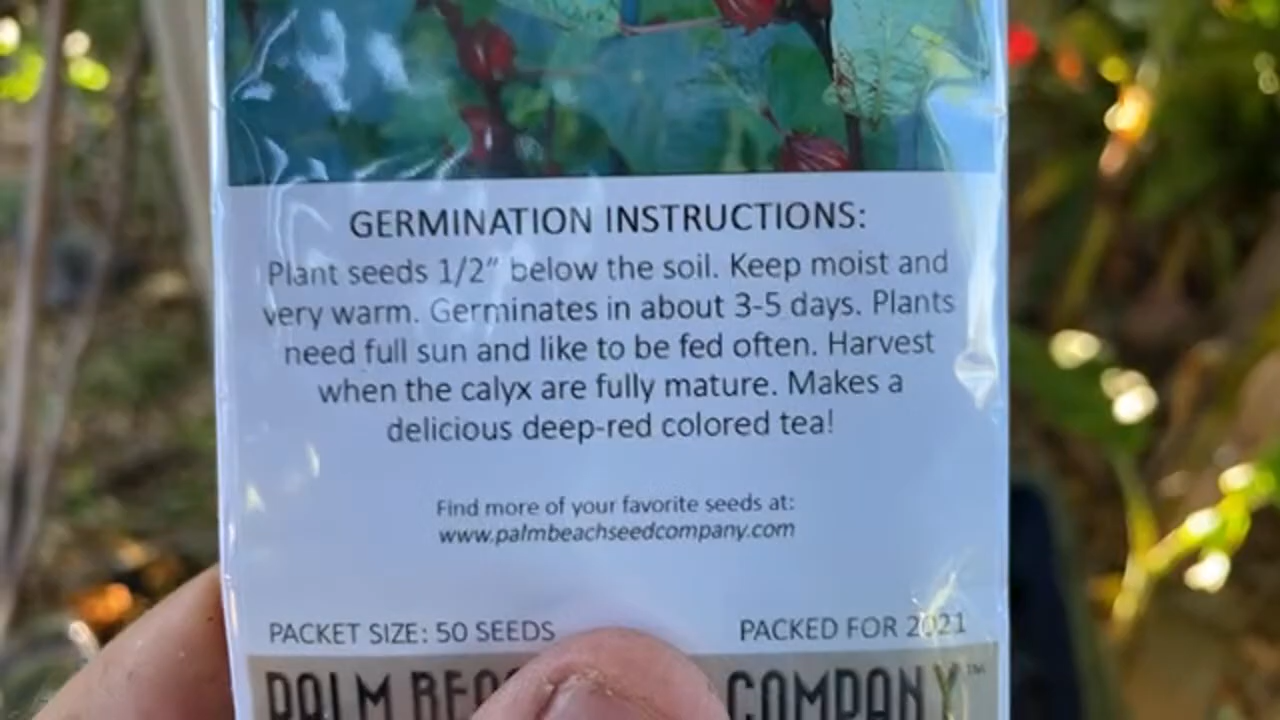 GERMINATION INSTRUCTIONS:
Plant seeds 1/2" below the soil. Keep moist and
very warm. Germinates in about 3-5 days. Plants
need full sun and like to be fed often. Harvest
when the calyx are fully mature. Makes a
delicious deep-red colored tea!
Find more of your favorite seeds at:
www.palmbeachseedcompany.com
PACKET SIZE: 50 SEEDS PACKED FOR 2021
PALM COMPANY™